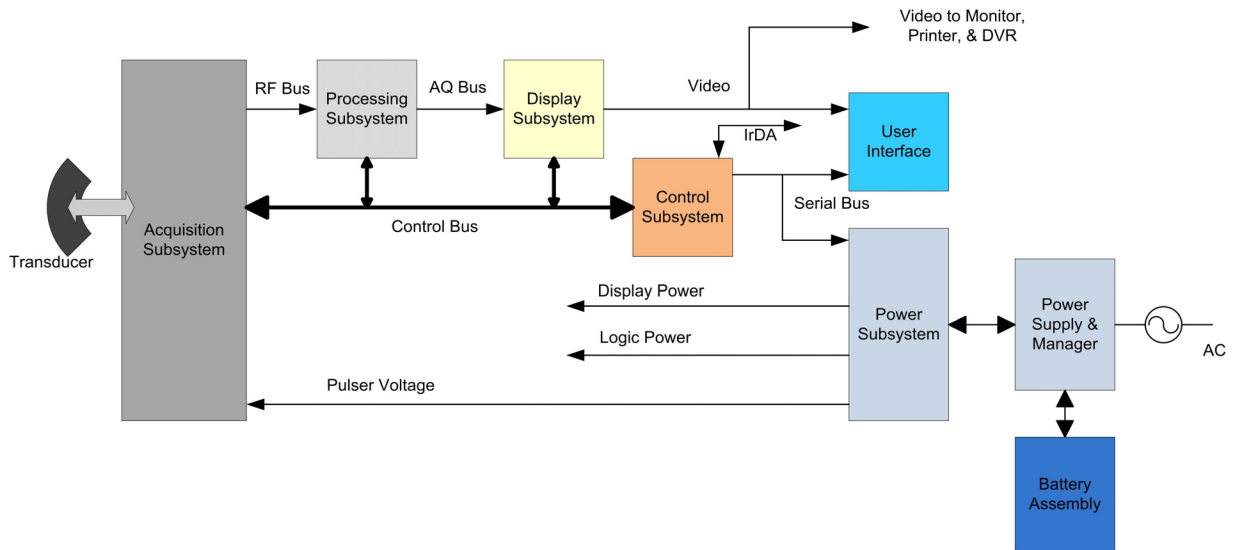 Video to Monitor,
Printer, & DVR
RF Bus
Processing
Subsystem
AQ Bus
Display
Subsystem
Video
IrDA
User
Interface
Transducer
Acquisition
Subsystem
Control Bus
Control
Subsystem
Serial Bus
Display Power
Logic Power
Pulser Voltage
Power
Subsystem
Power
Supply &
Manager
AC
Battery
Assembly